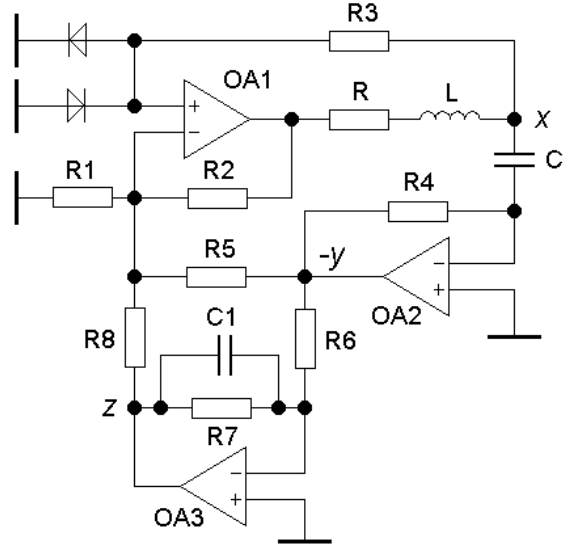 R3
OA1
+
−
R
L
x
C
R1
R2
R4
R5
-y
−
+
OA2
C1
R8
R6
z
R7
−
+
OA3